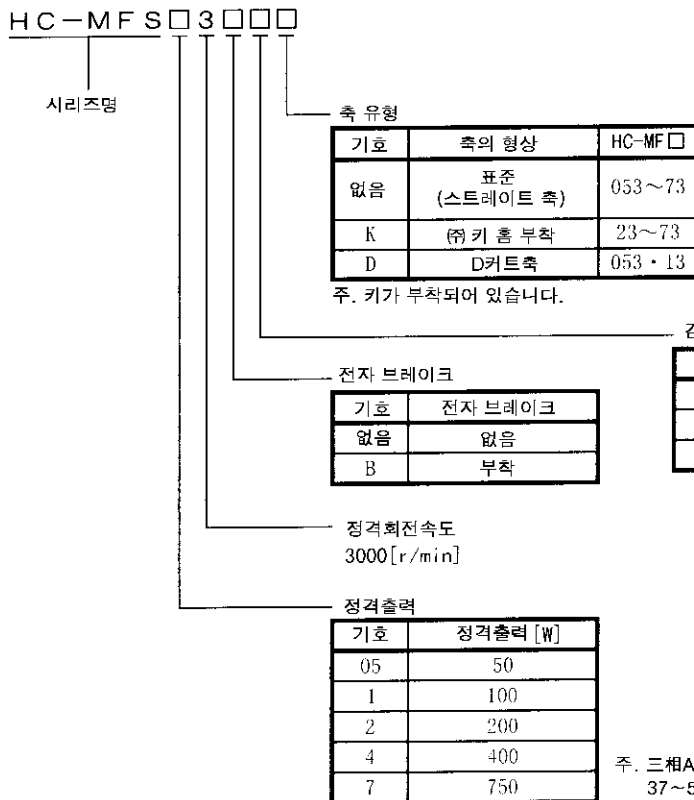 HC-MFS□3□□□
시리즈명
축 유형
기호 축의 형상 HC-MF□
없음 표준 053~73
(스트레이트 축)
K ㈜ 키 홈 부착 23~73
D D커트축 053・13
주. 키가 부착되어 있습니다.
전자 브레이크
기호 전자 브레이크
없음 없음
B 부착
정격회전속도
3000[r/min]
정격출력
기호 정격출력[W]
05 50
1 100
2 200
4 400
7 750
주. 三相A
37~5